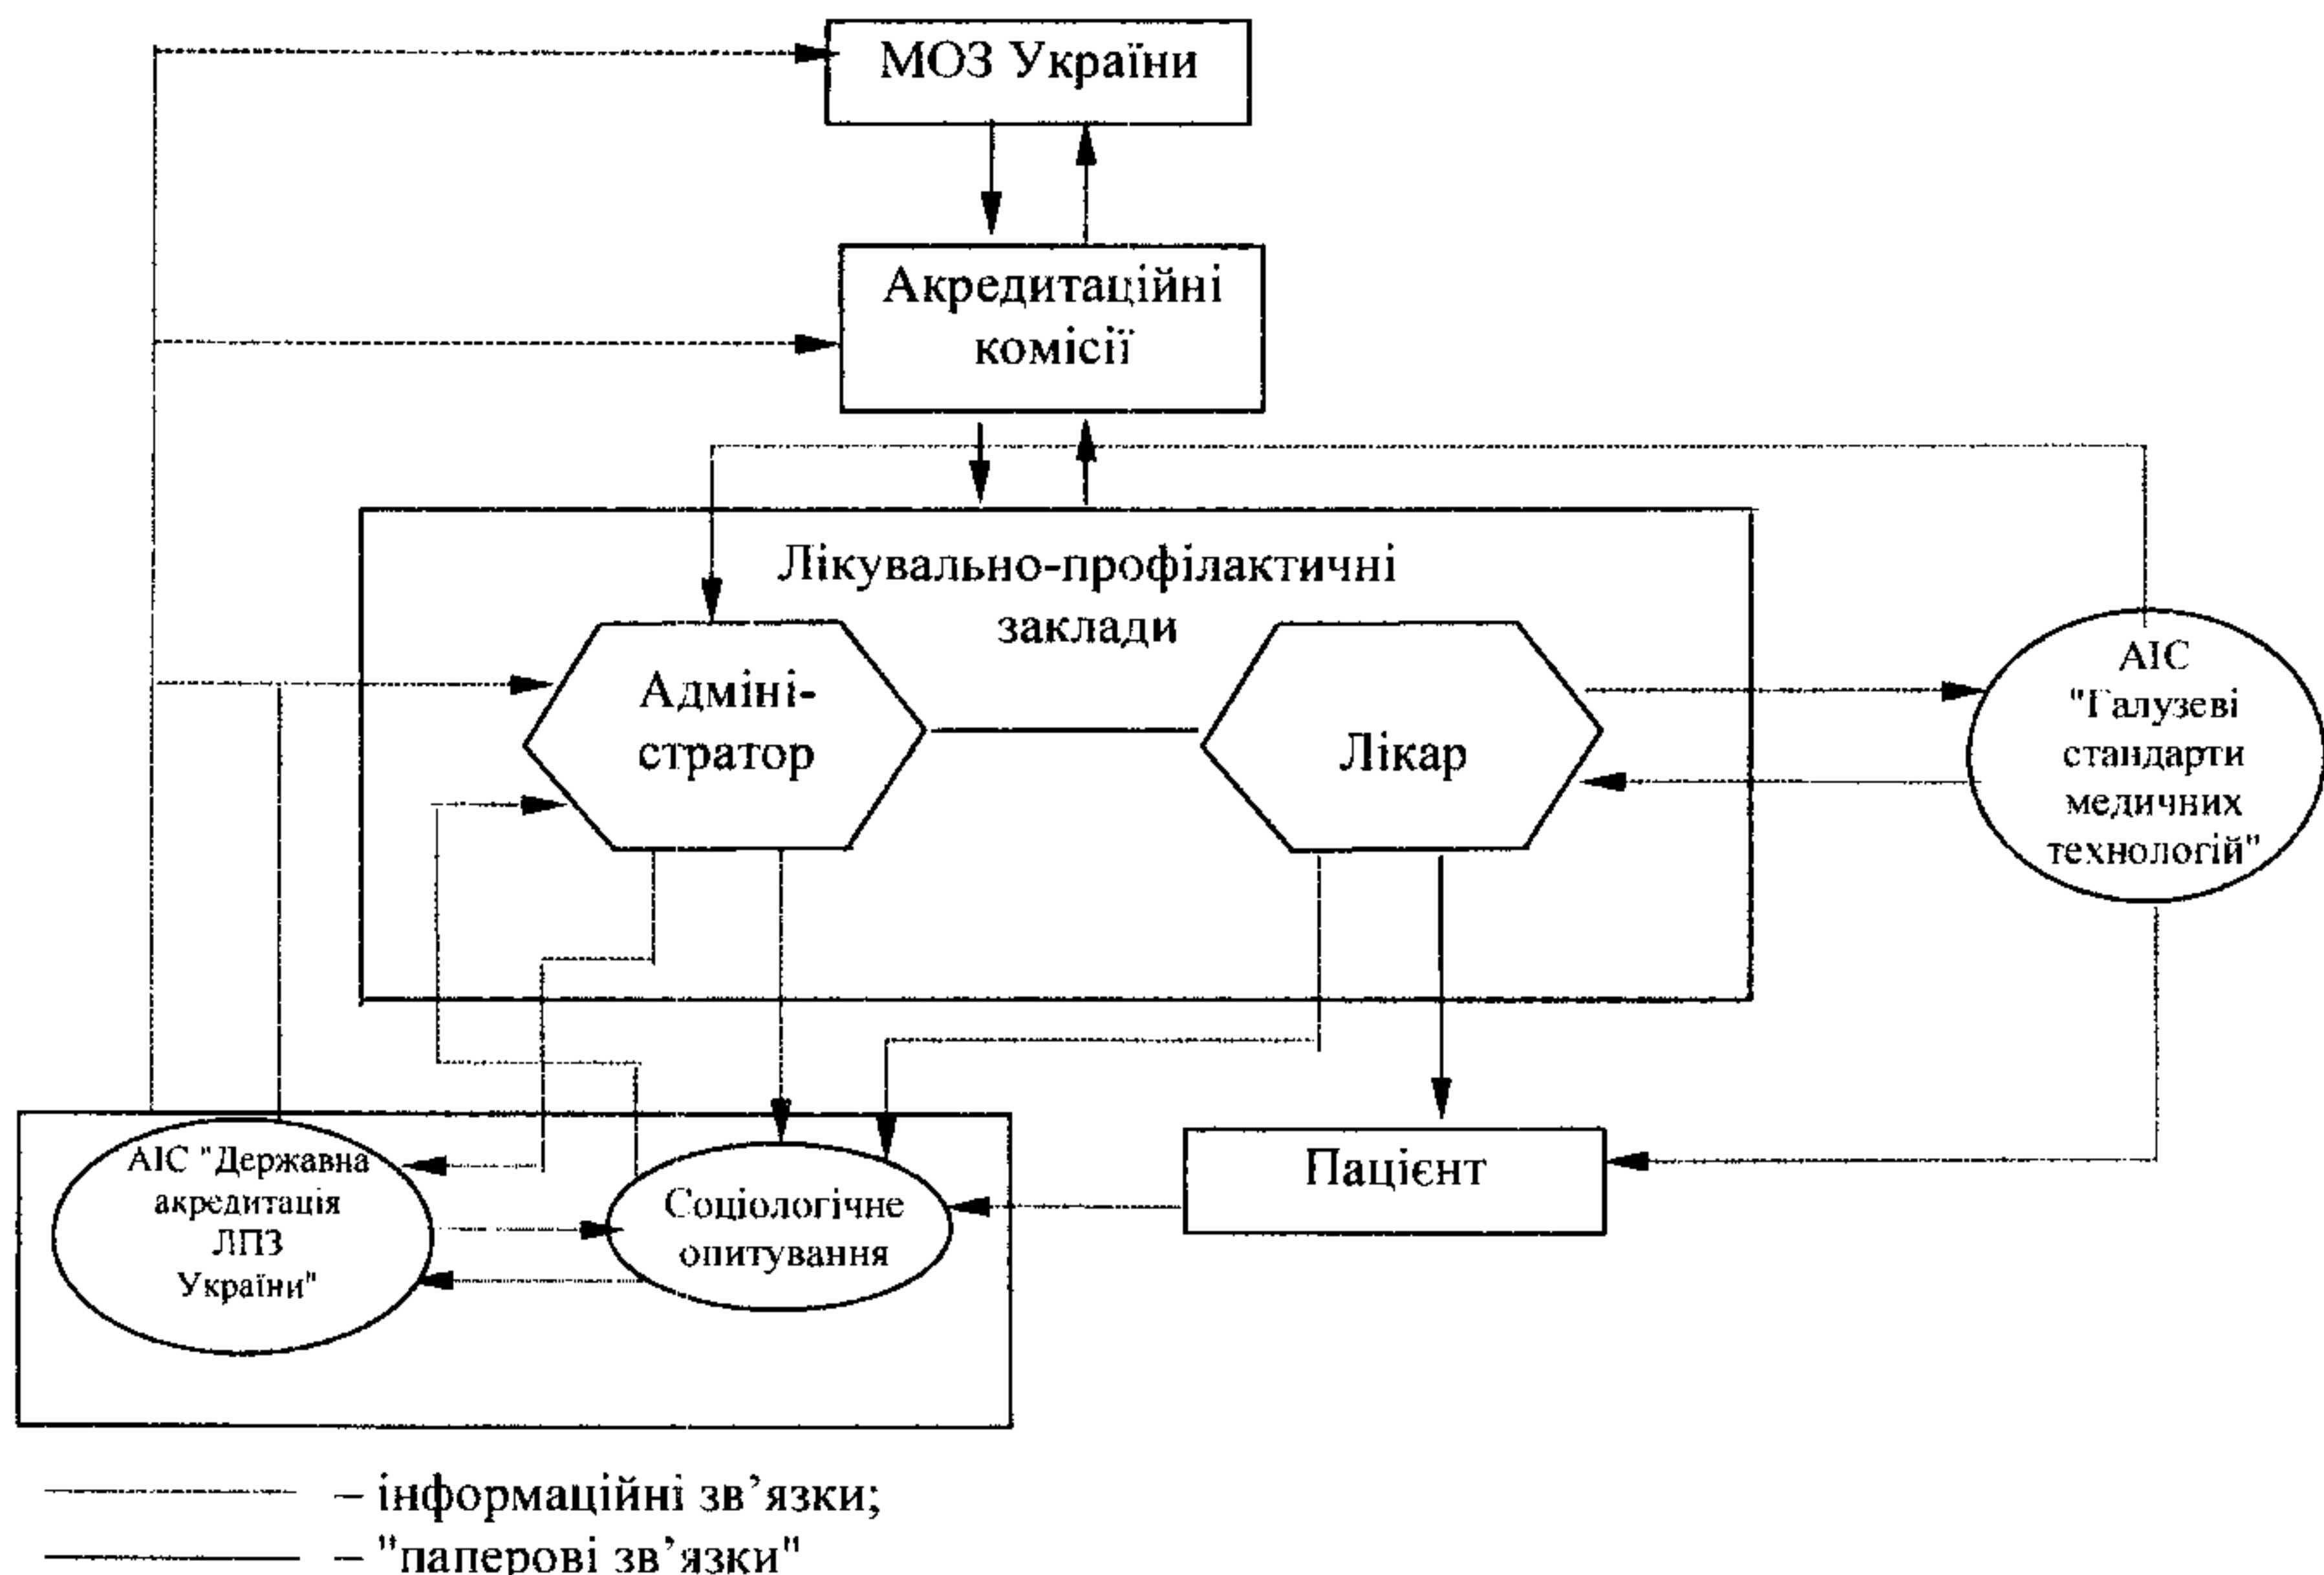 МОЗ України
Акредитаційні
комісії
Лікувально-профілактичні
заклади
Адміні-
стратор
Лікар
АІС
"Галузеві
стандарти
медичних
технологій"
АІС "Державна
акредитація
ЛПЗ
України"
Соціологічне
опитування
Пацієнт
– інформаційні зв’язки;
– "паперові зв’язки"